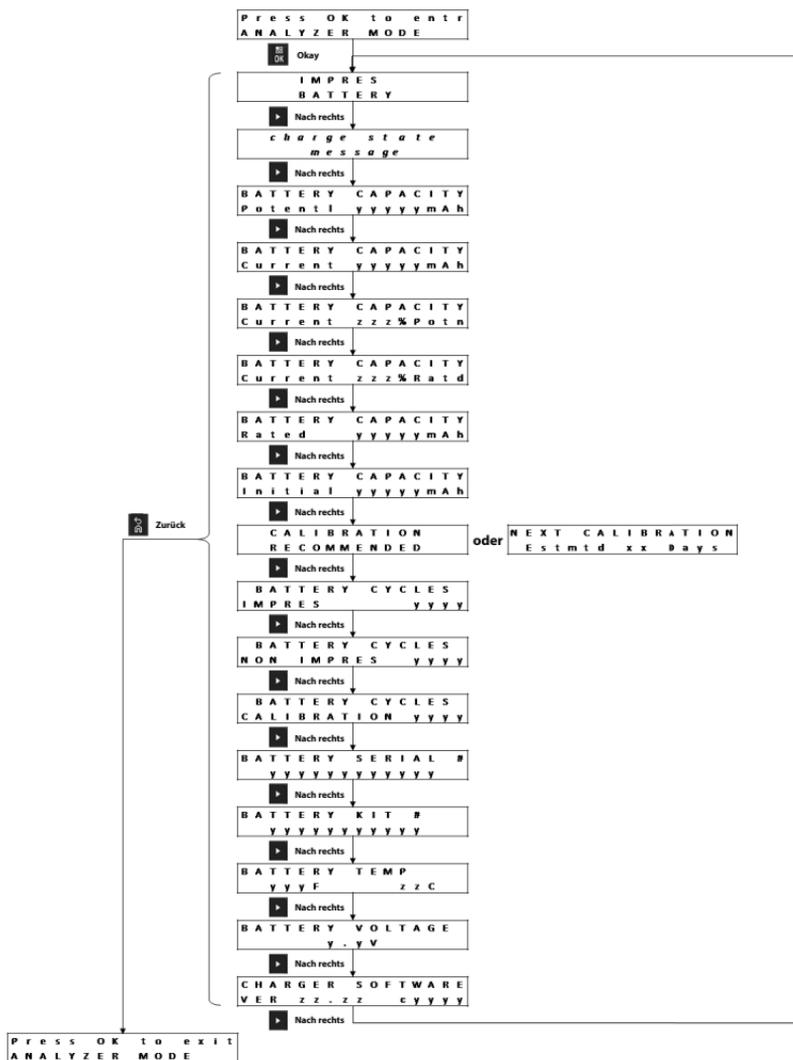 Press OK to entr
ANALYZER MODE
OK Okay
IMPRES
BATTERY
Nach rechts
charge state
message
Nach rechts
BATTERY CAPACITY
Potentl yyyyymAh
Nach rechts
BATTERY CAPACITY
Current yyyyymAh
Nach rechts
BATTERY CAPACITY
Current zzz%Potn
Nach rechts
BATTERY CAPACITY
Current zzz%Ratd
Nach rechts
BATTERY CAPACITY
Rated yyyyymAh
Nach rechts
BATTERY CAPACITY
Initial yyyyymAh
Nach rechts
Zurück
CALIBRATION
RECOMMENDED
oder
NEXT CALIBRATION
Estmtd xx Days
Nach rechts
BATTERY CYCLES
IMPRES yyyy
Nach rechts
BATTERY CYCLES
NON IMPRES yyyy
Nach rechts
BATTERY CYCLES
CALIBRATION yyyy
Nach rechts
BATTERY SERIAL #
yyyyyyyyyyyy
Nach rechts
BATTERY KIT #
yyyyyyyyyyy
Nach rechts
BATTERY TEMP
yyyF zzC
Nach rechts
BATTERY VOLTAGE
y.yV
Nach rechts
CHARGER SOFTWARE
VER zz.zz cyyyy
Nach rechts
Press OK to exit
ANALYZER MODE